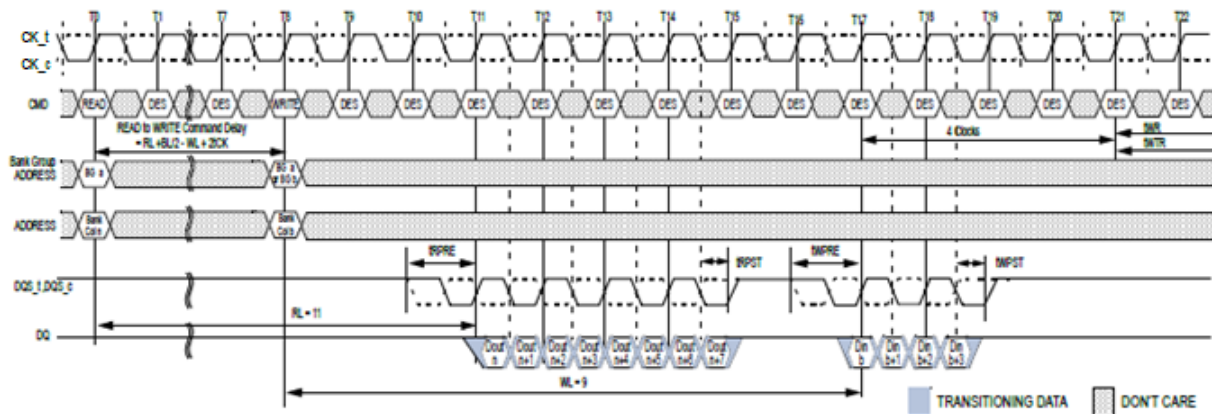 T0 T1 T7 T8 T9 T10 T11 T12 T13 T14 T15 T16 T17 T18 T19 T20 T21 T22
CK_t
CK_c
CMD READ DES DES WRITE DES DES DES DES DES DES DES DES DES DES DES DES DES DES
READ to WRITE Command Delay
= RL +BL/2 - WL + 2tCK
4 Clocks
tWR
tWTR
Bank Group
ADDRESS
BG a
BG a
or BG b
ADDRESS
Bank
Col n
Bank
Col b
tRPRE
tRPST
tWPRE
tWPST
DQS_t,DQS_c
RL = 11
DQ
Dout Dout Dout Dout Dout Dout Dout Dout Din Din Din Din
n n+1 n+2 n+3 n+4 n+5 n+6 n+7 b b+1 b+2 b+3
WL = 9
TRANSITIONING DATA
DON'T CARE